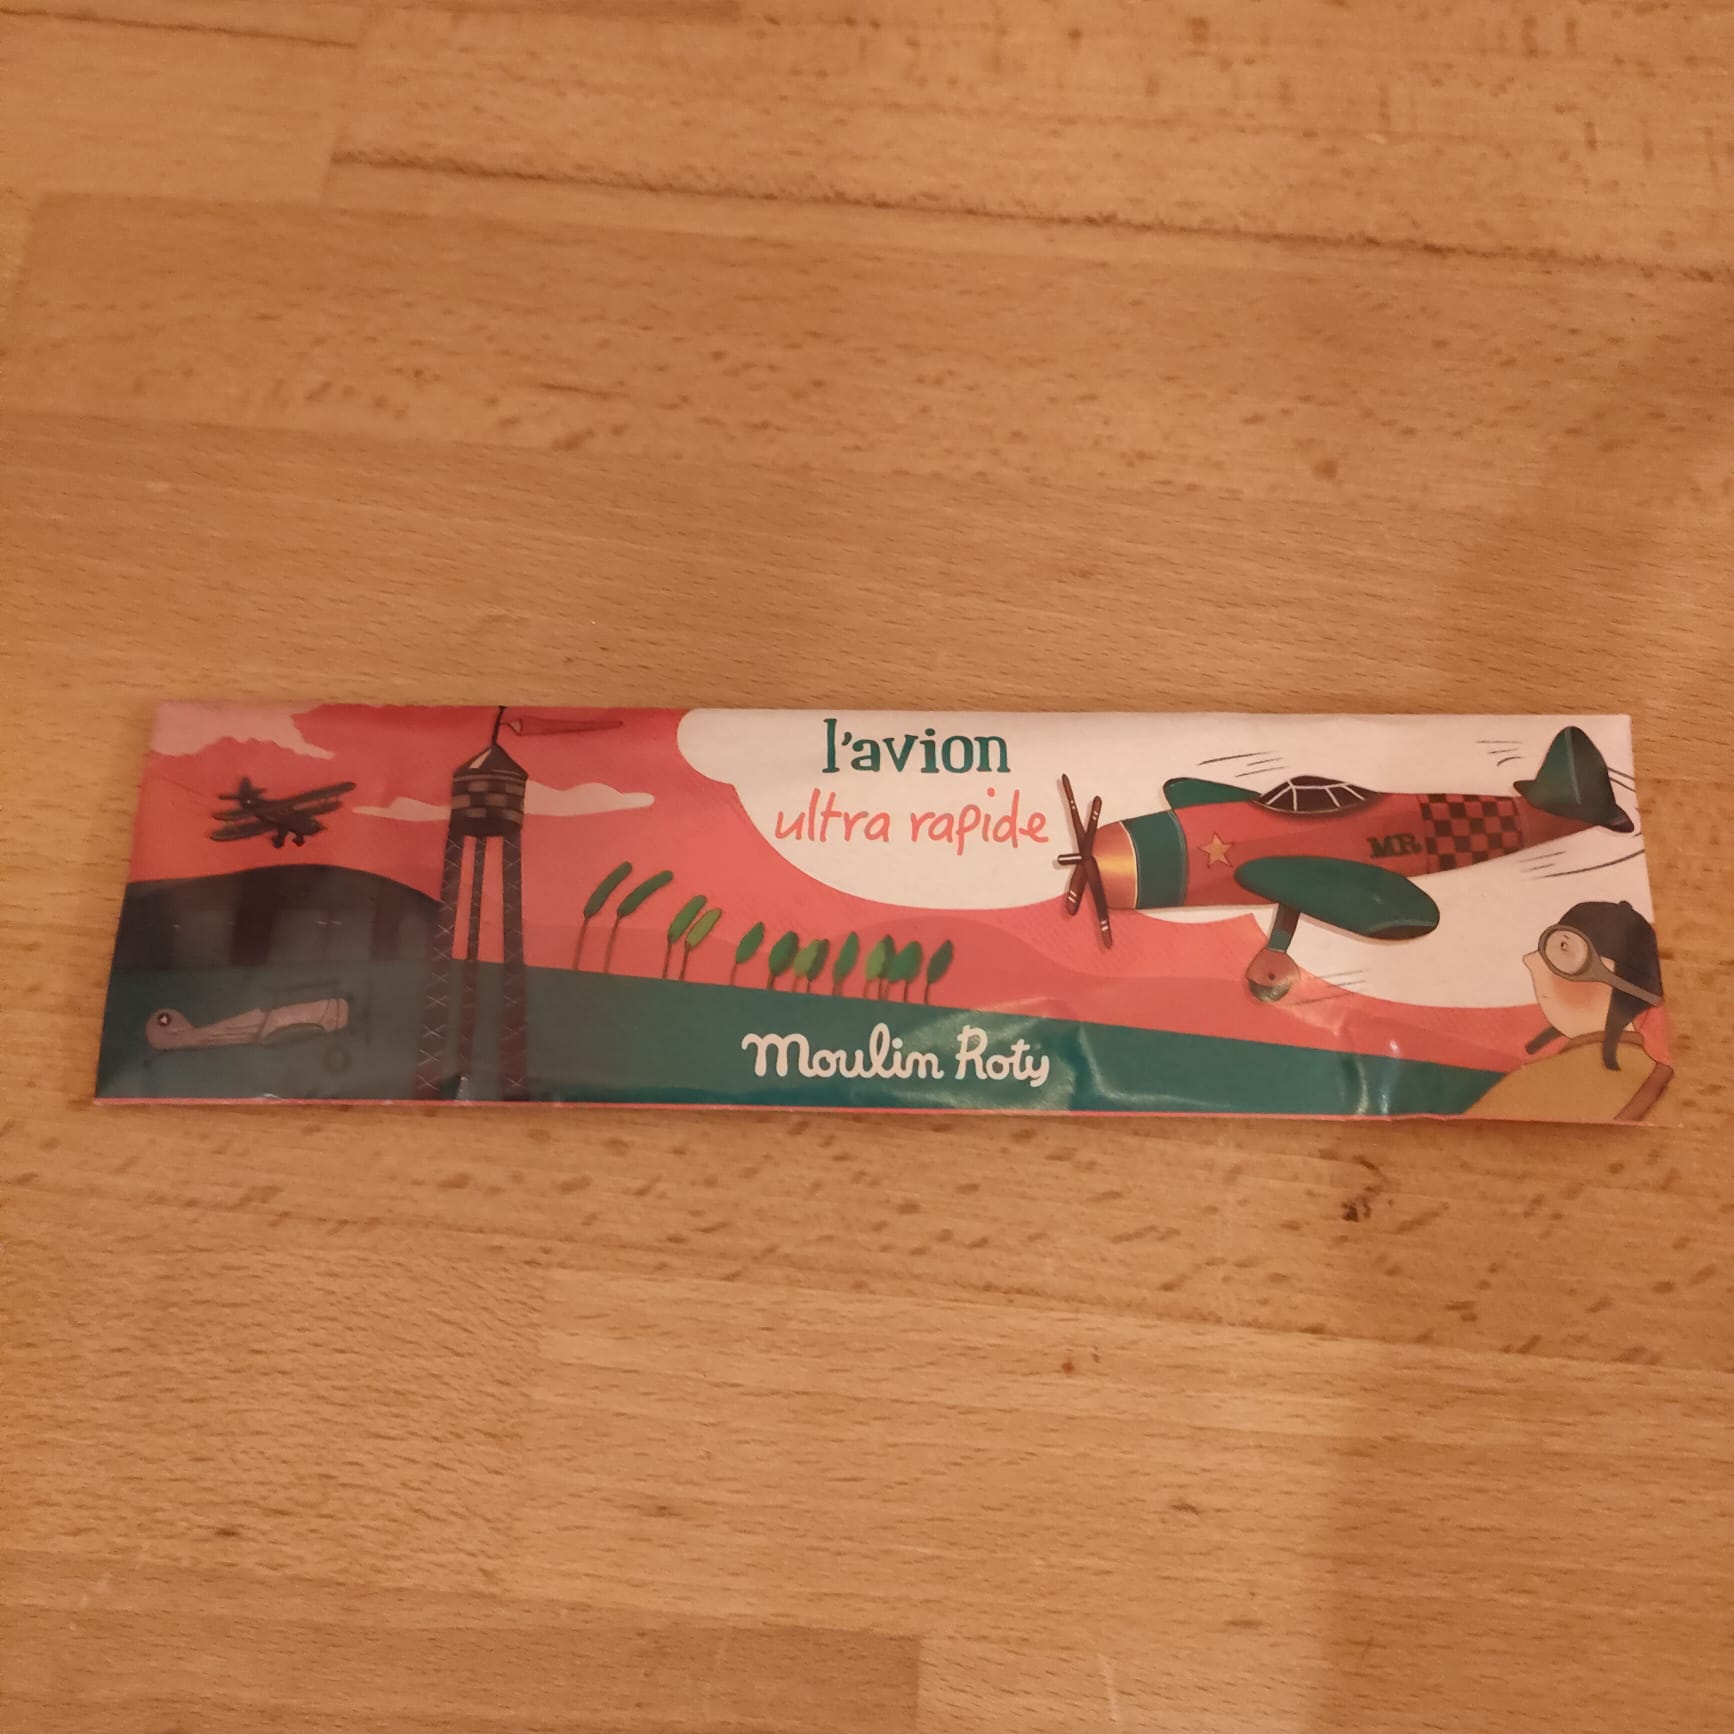 l'avion
ultra rapide
MR
Moulin Roty